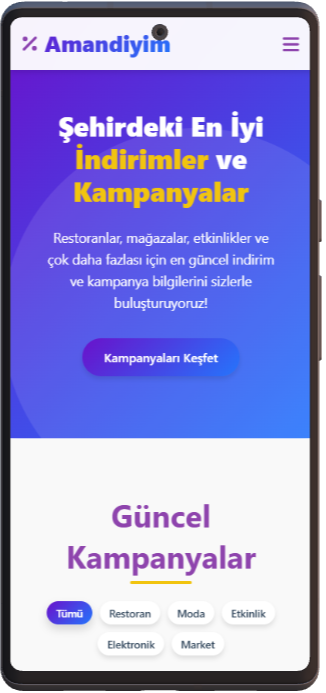 Amandiyim
Şehirdeki En İyi
İndirimler ve
Kampanyalar
Restoranlar, mağazalar, etkinlikler ve
çok daha fazlası için en güncel indirim
ve kampanya bilgilerini sizlerle
buluşturuyoruz!
Kampanyaları Keşfet
Güncel
Kampanyalar
Tümü Restoran Moda Etkinlik
Elektronik Market